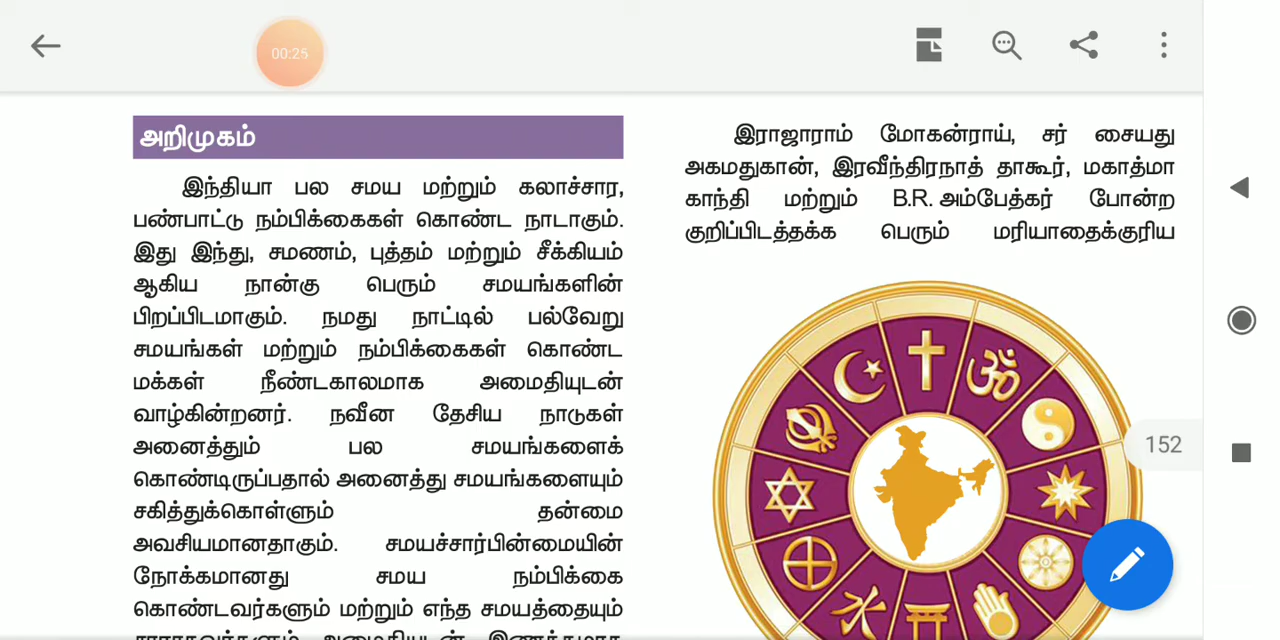 00:25
அறிமுகம்
இந்தியா பல சமய மற்றும் கலாச்சார,
பண்பாட்டு நம்பிக்கைகள் கொண்ட நாடாகும்.
இது இந்து, சமணம், புத்தம் மற்றும் சீக்கியம்
ஆகிய நான்கு பெரும் சமயங்களின்
பிறப்பிடமாகும். நமது நாட்டில் பல்வேறு
சமயங்கள் மற்றும் நம்பிக்கைகள் கொண்ட
மக்கள் நீண்டகாலமாக அமைதியுடன்
வாழ்கின்றனர். நவீன தேசிய நாடுகள்
அனைத்தும் பல சமயங்களைக்
கொண்டிருப்பதால் அனைத்து சமயங்களையும்
சகித்துக்கொள்ளும் தன்மை
அவசியமானதாகும். சமயச்சார்பின்மையின்
நோக்கமானது சமய நம்பிக்கை
கொண்டவர்களும் மற்றும் எந்த சமயத்தையும்
இராஜாராம் மோகன்ராய், சர் சையது
அகமதுகான், இரவீந்திரநாத் தாகூர், மகாத்மா
காந்தி மற்றும் B.R. அம்பேத்கர் போன்ற
குறிப்பிடத்தக்க பெரும் மரியாதைக்குரிய
ॐ
152